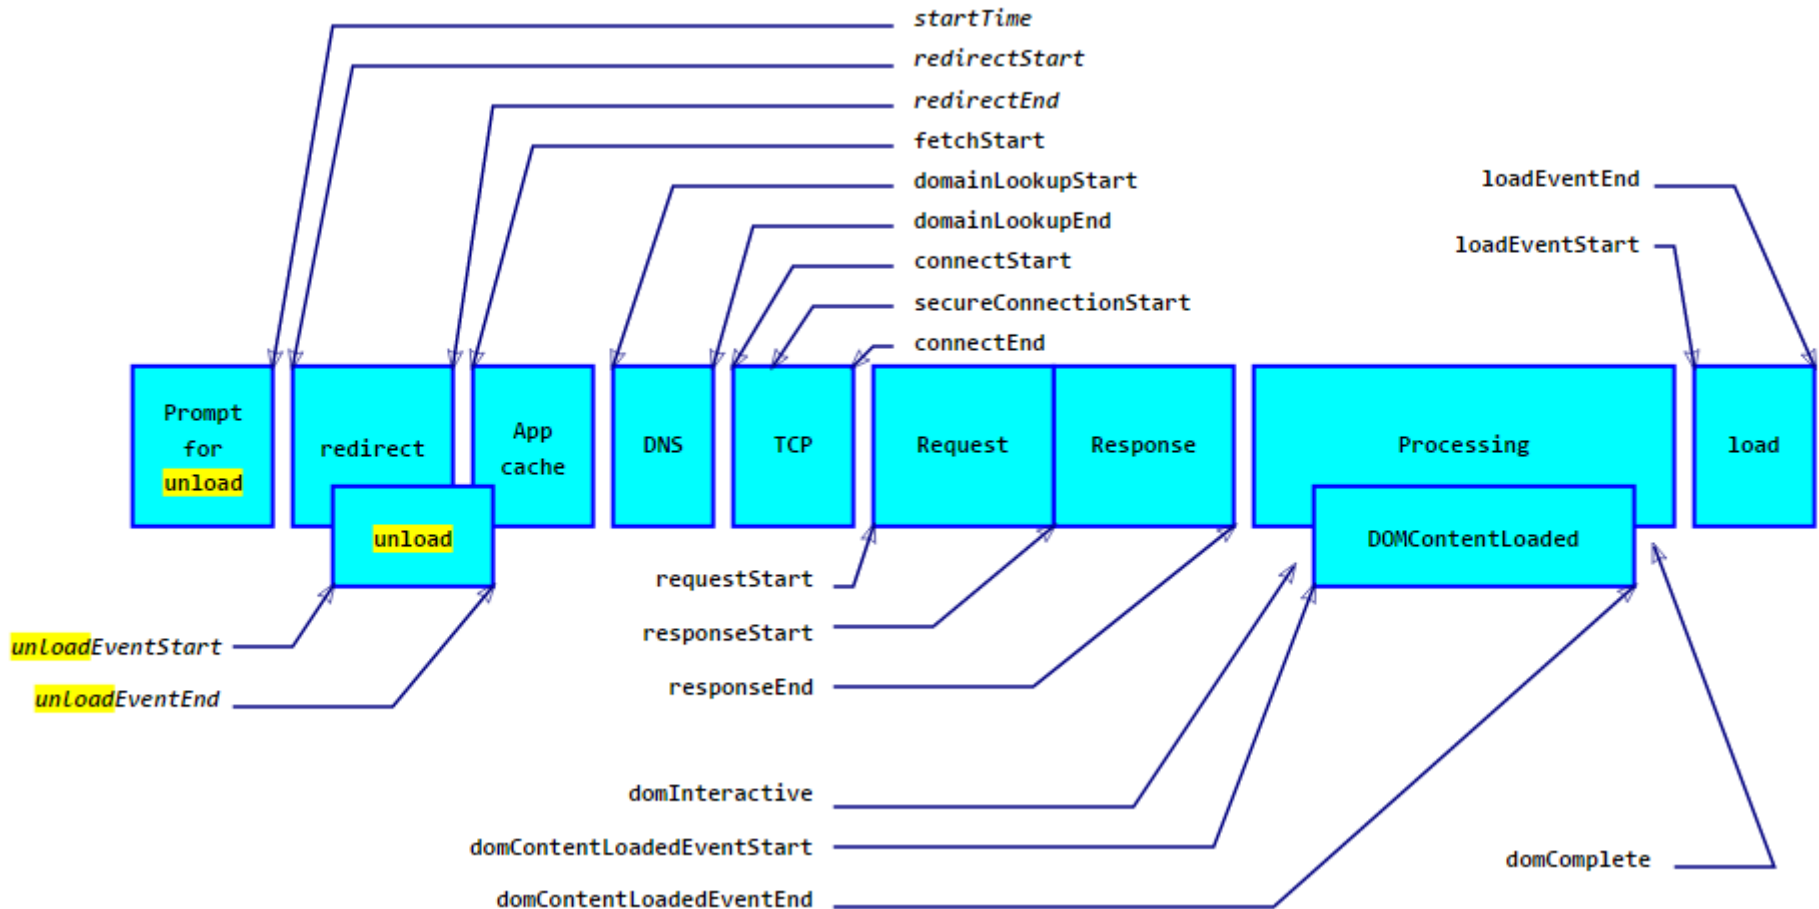 startTime
redirectStart
redirectEnd
fetchStart
domainLookupStart
domainLookupEnd
connectStart
secureConnectionStart
connectEnd
loadEventEnd
loadEventStart
Prompt
for
unload
redirect
unload
App
cache
DNS
TCP
Request
Response
Processing
DOMContentLoaded
load
unloadEventStart
unloadEventEnd
requestStart
responseStart
responseEnd
domInteractive
domContentLoadedEventStart
domContentLoadedEventEnd
domComplete